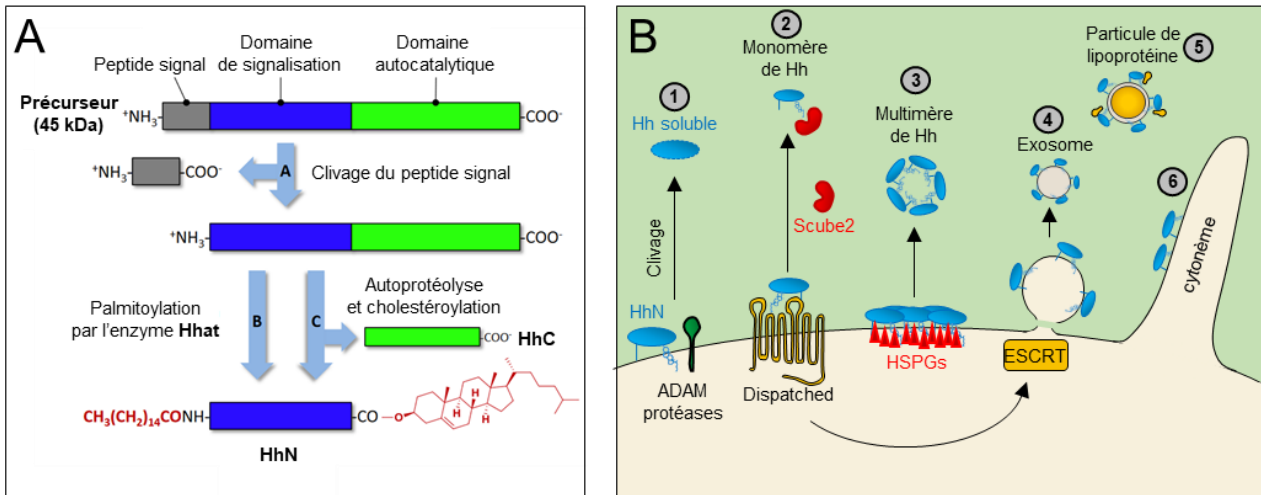 A
Domaine
de signalisation
Domaine
autocatalytique
Peptide signal
Précurseur
(45 kDa)
⁺NH₃-
-COO⁻
⁺NH₃-
-COO⁻
A
Clivage du peptide signal
⁺NH₃-
-COO⁻
Palmitoylation
par l'enzyme Hhat
B
C
Autoprotéolyse
et cholestéroylation
-COO⁻
HhC
CH₃(CH₂)₁₄CONH-
-CO
O
H
H
H
HhN
B
1
Hh soluble
2
Monomère
de Hh
3
Multimère
de Hh
4
Exosome
Particule de
lipoprotéine
5
6
Clivage
Scube2
HhN
ADAM
protéases
Dispatched
HSPGs
ESCRT
cytonème